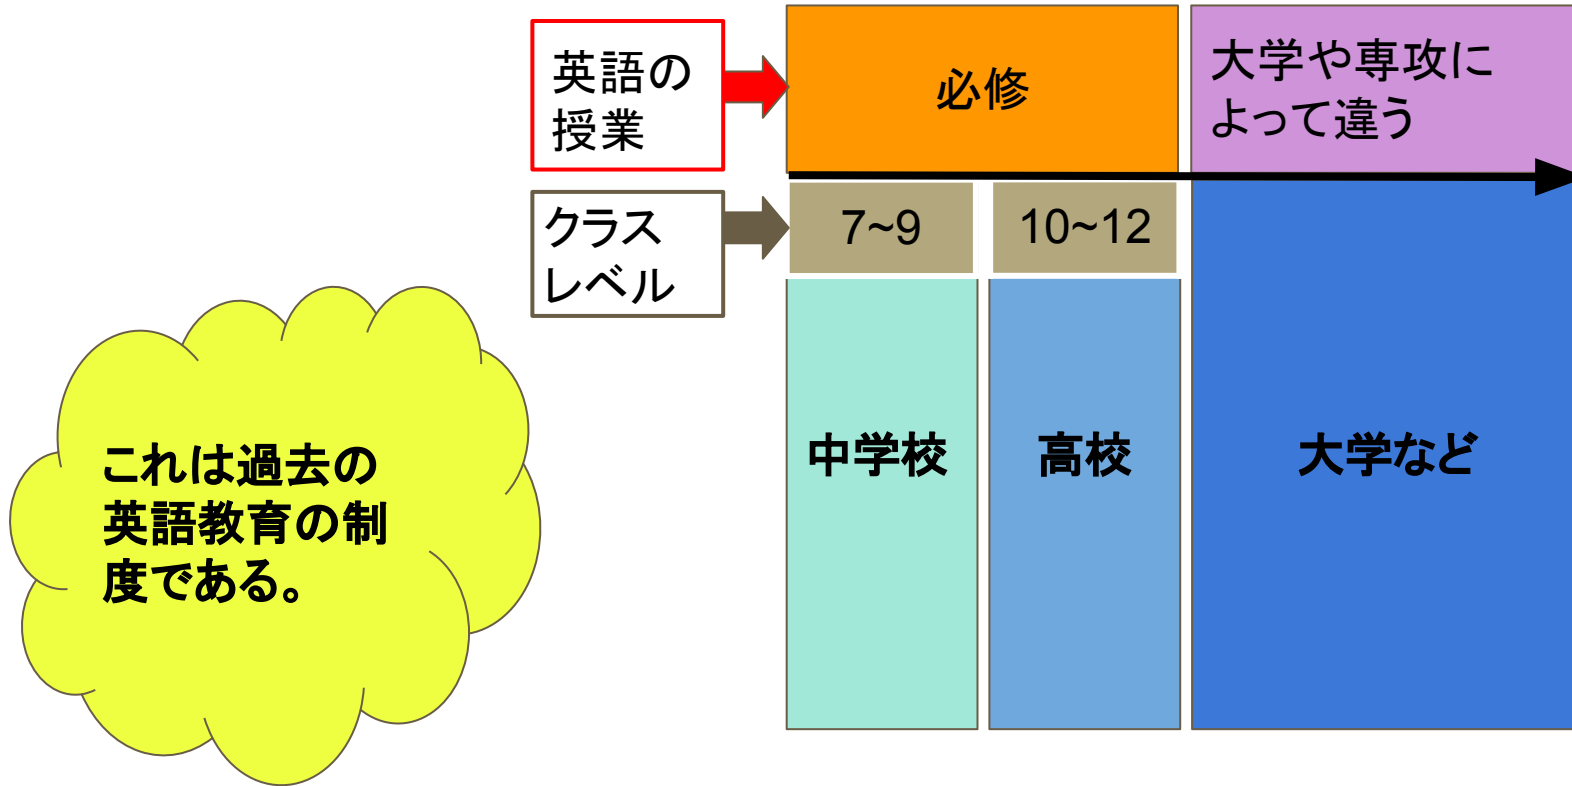 英語の
授業
必修
大学や専攻に
よって違う
クラス
レベル
7~9
10~12
これは過去の
英語教育の制
度である。
中学校
高校
大学など